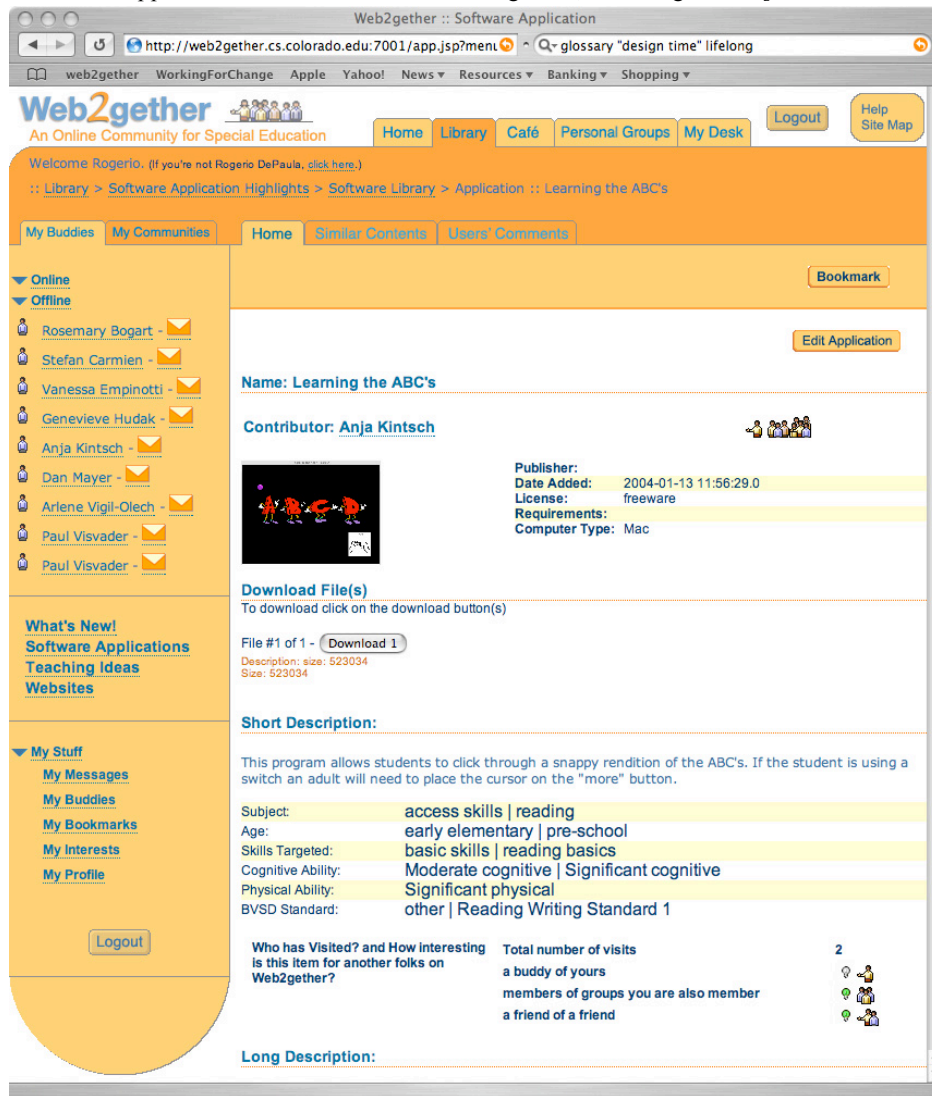 Web2gether :: Software Application
http://web2gether.cs.colorado.edu:7001/app.jsp?menu
glossary "design time" lifelong
web2gether WorkingForChange Apple Yahoo! News Resources Banking Shopping
Web2gether
An Online Community for Special Education
Home Library Café Personal Groups My Desk
Logout
Help
Site Map
Welcome Rogerio. (If you're not Rogerio DePaula, click here.)
:: Library > Software Application Highlights > Software Library > Application :: Learning the ABC's
My Buddies My Communities
Home Similar Contents Users' Comments
Bookmark
Online
Offline
Rosemary Bogart -
Stefan Carmien -
Vanessa Empinotti -
Genevieve Hudak -
Anja Kintsch -
Dan Mayer -
Arlene Vigil-Olech -
Paul Visvader -
Paul Visvader -
What's New!
Software Applications
Teaching Ideas
Websites
My Stuff
My Messages
My Buddies
My Bookmarks
My Interests
My Profile
Logout
Edit Application
Name: Learning the ABC's
Contributor: Anja Kintsch
A B C D
Publisher:
Date Added: 2004-01-13 11:56:29.0
License: freeware
Requirements:
Computer Type: Mac
Download File(s)
To download click on the download button(s)
File #1 of 1 - Download 1
Description: size: 523034
Size: 523034
Short Description:
This program allows students to click through a snappy rendition of the ABC's. If the student is using a
switch an adult will need to place the cursor on the "more" button.
Subject: access skills | reading
Age: early elementary | pre-school
Skills Targeted: basic skills | reading basics
Cognitive Ability: Moderate cognitive | Significant cognitive
Physical Ability: Significant physical
BVSD Standard: other | Reading Writing Standard 1
Who has Visited? and How interesting
is this item for another folks on
Web2gether?
Total number of visits 2
a buddy of yours
members of groups you are also member
a friend of a friend
Long Description: